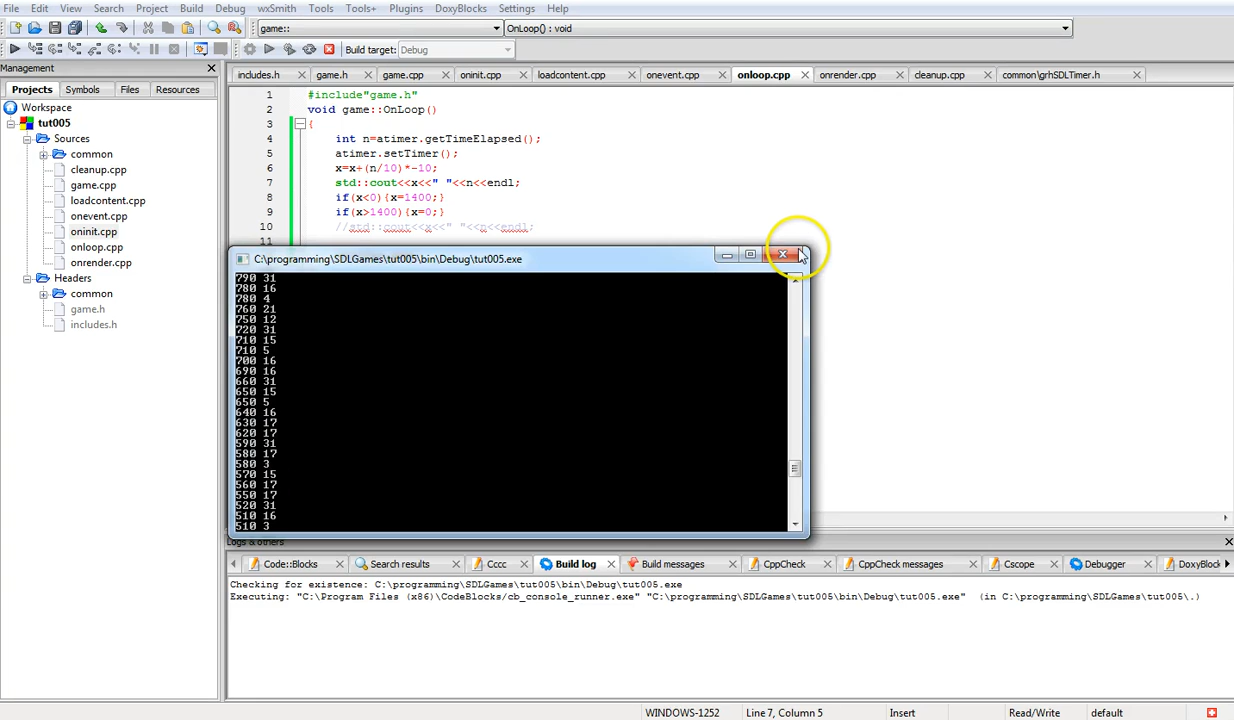 File Edit View Search Project Build Debug wxSmith Tools Tools+ Plugins DoxyBlocks Settings Help
game:: OnLoop() : void
Build target: Debug
Management
Projects Symbols Files Resources
includes.h game.h game.cpp oninit.cpp loadcontent.cpp onevent.cpp onloop.cpp onrender.cpp cleanup.cpp common\grhSDLTimer.h
Workspace
tut005
Sources
common
cleanup.cpp
game.cpp
loadcontent.cpp
onevent.cpp
oninit.cpp
onloop.cpp
onrender.cpp
Headers
common
game.h
includes.h
1 #include"game.h"
2 void game::OnLoop()
3 {
4 int n=atimer.getTimeElapsed();
5 atimer.setTimer();
6 x=x+(n/10)*-10;
7 std::cout<<x<<" "<<n<<endl;
8 if(x<0){x=1400;}
9 if(x>1400){x=0;}
10 //std::cout<<x<<" "<<n<<endl;
11
C:\programming\SDLGames\tut005\bin\Debug\tut005.exe
790 31
780 16
780 4
760 21
750 12
720 31
710 15
710 5
700 16
690 16
660 31
650 15
650 5
640 16
630 17
620 17
590 31
580 17
580 3
570 15
560 17
550 17
520 31
510 16
510 3
Logs & others
Code::Blocks Search results Cccc Build log Build messages CppCheck CppCheck messages Cscope Debugger DoxyBlock
Checking for existence: C:\programming\SDLGames\tut005\bin\Debug\tut005.exe
Executing: "C:\Program Files (x86)\CodeBlocks/cb_console_runner.exe" "C:\programming\SDLGames\tut005\bin\Debug\tut005.exe"  (in C:\programming\SDLGames\tut005\.)
WINDOWS-1252 Line 7, Column 5 Insert Read/Write default